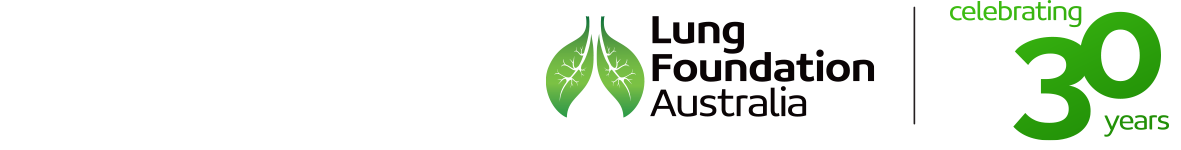 Lung
Foundation
Australia
celebrating
30
years